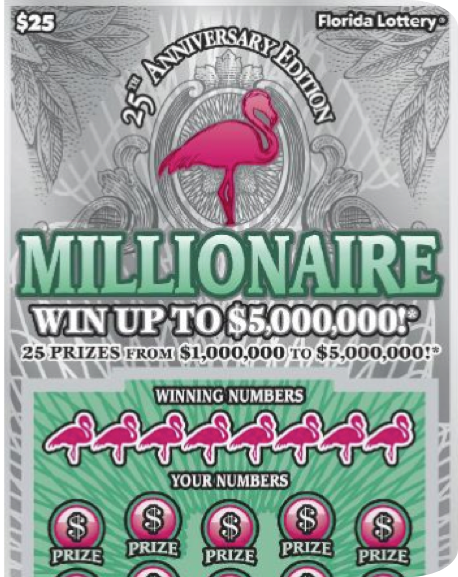 $25
Florida Lottery®
25TH ANNIVERSARY EDITION
MILLIONAIRE
WIN UP TO $5,000,000!*
25 PRIZES FROM $1,000,000 TO $5,000,000!*
WINNING NUMBERS
YOUR NUMBERS
$ $ $ $ $
PRIZE PRIZE PRIZE PRIZE PRIZE